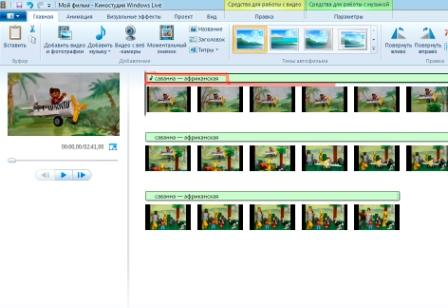 Мой фильм - Киностудия Windows Live
Средства для работы с видео
Средства для работы с музыкой
Главная
Анимация
Визуальные эффекты
Проект
Вид
Правка
Параметры
Вставить
Добавить видео и фотографии
Добавить музыку
Видео с веб-камеры
Моментальный снимок
Название
Заголовок
Титры
Повернуть влево
Повернуть вправо
Буфер
Добавление
Темы автофильма
Правка
саванна — африканская
00:00,00/02:41,00
саванна — африканская
саванна — африканская